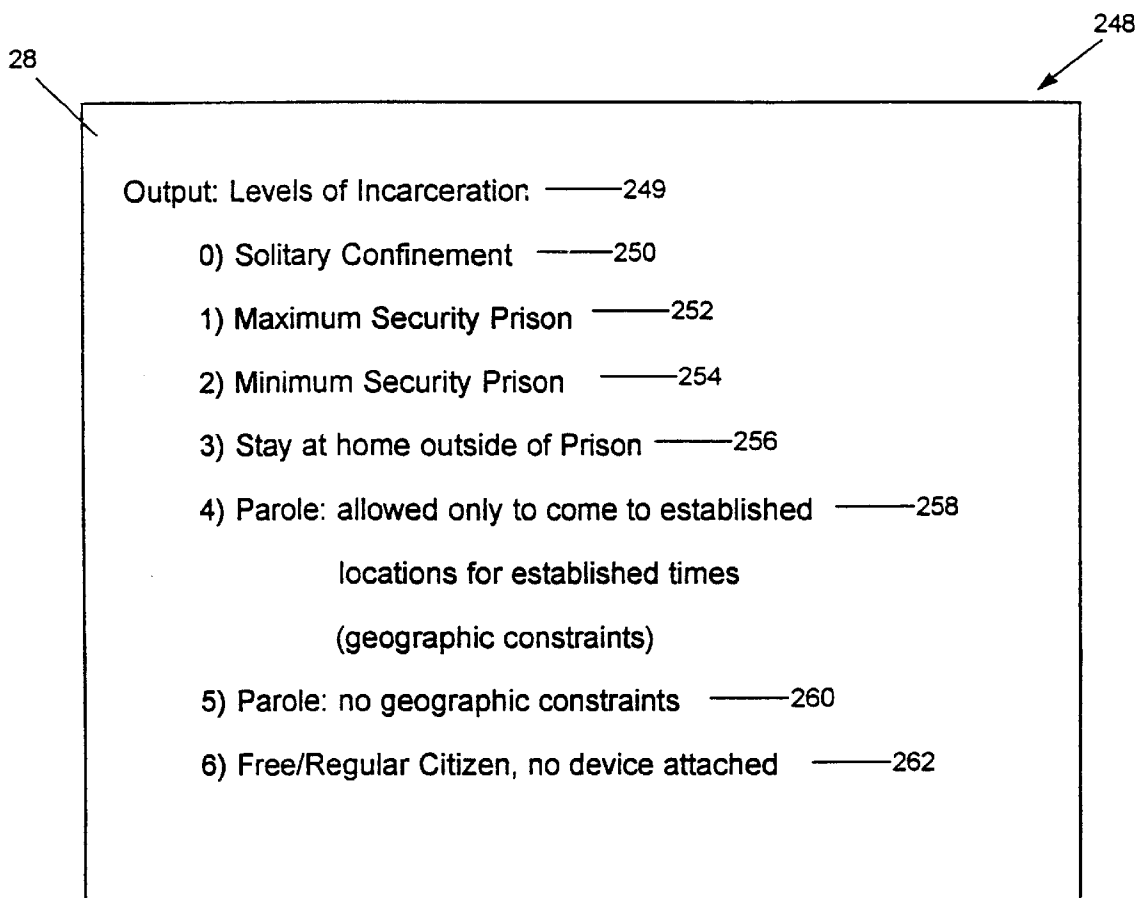 248
28
Output: Levels of Incarceration 249
0) Solitary Confinement 250
1) Maximum Security Prison 252
2) Minimum Security Prison 254
3) Stay at home outside of Prison 256
4) Parole: allowed only to come to established 258
locations for established times
(geographic constraints)
5) Parole: no geographic constraints 260
6) Free/Regular Citizen, no device attached 262